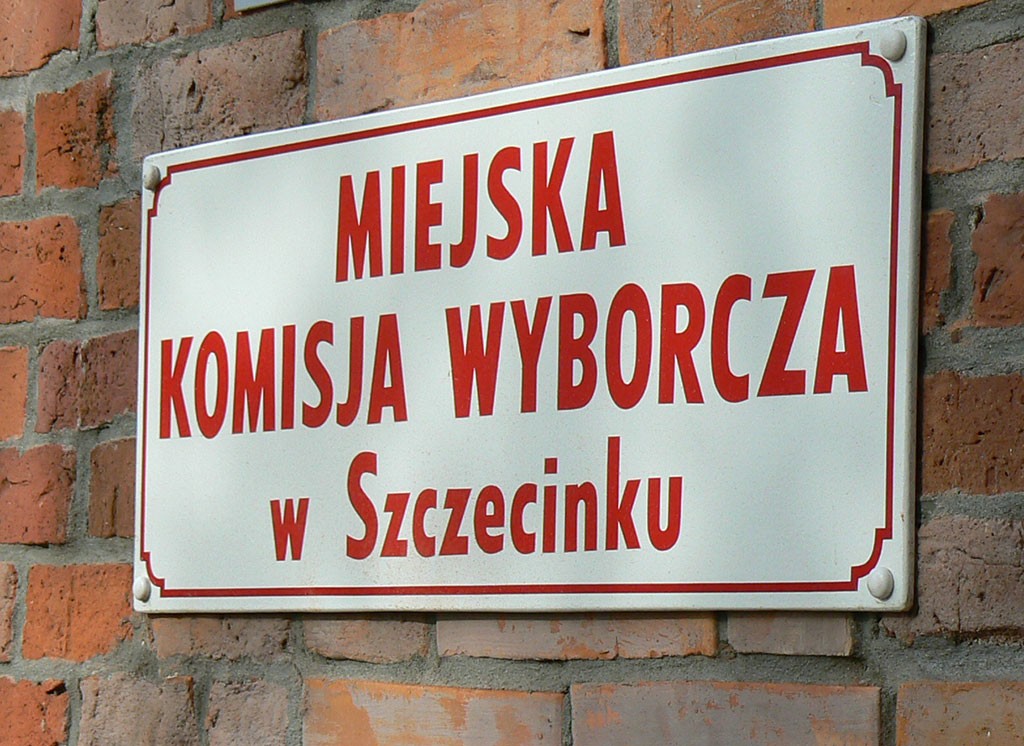 MIEJSKA
KOMISJA WYBORCZA
w Szczecinku